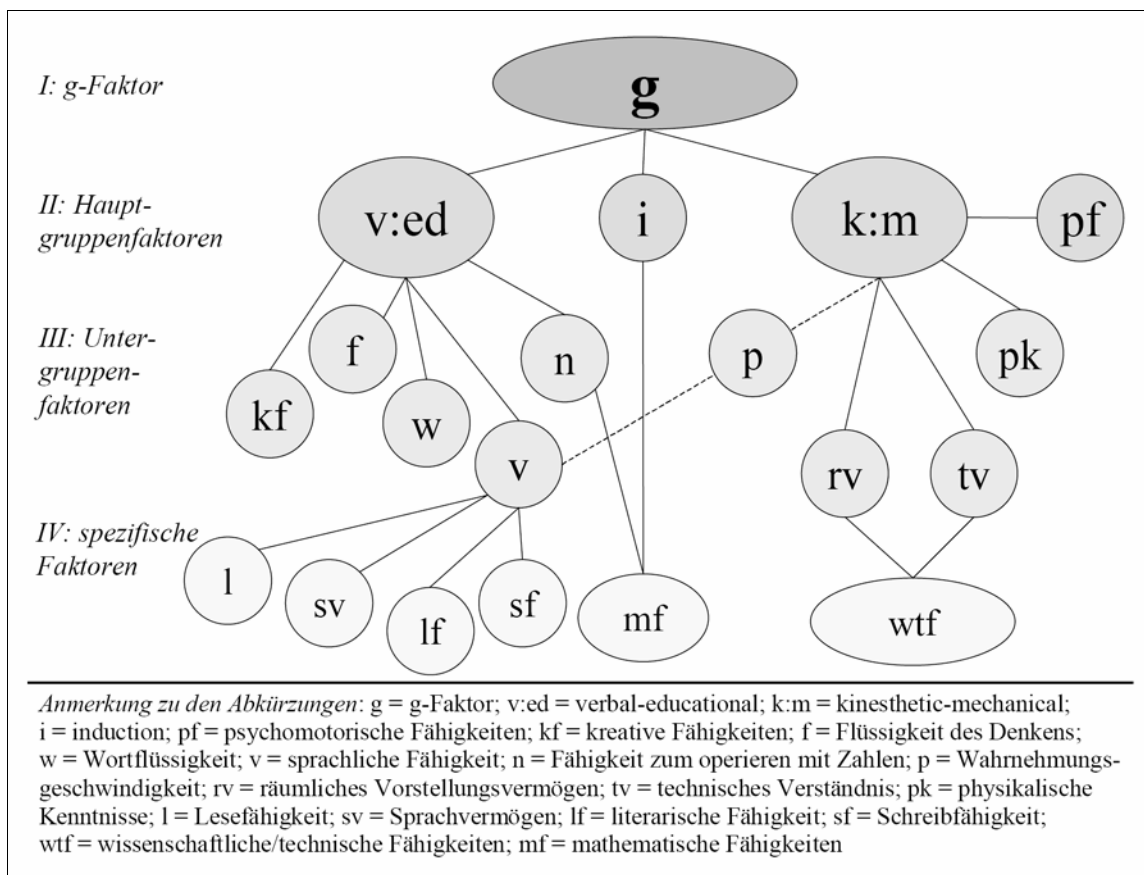 I: g-Faktor
g
II: Haupt-
gruppenfaktoren
v:ed
i
k:m
pf
III: Unter-
gruppen-
faktoren
kf
f
w
v
n
p
rv
tv
pk
IV: spezifische
Faktoren
l
sv
lf
sf
mf
wtf
Anmerkung zu den Abkürzungen: g = g-Faktor; v:ed = verbal-educational; k:m = kinesthetic-mechanical;
i = induction; pf = psychomotorische Fähigkeiten; kf = kreative Fähigkeiten; f = Flüssigkeit des Denkens;
w = Wortflüssigkeit; v = sprachliche Fähigkeit; n = Fähigkeit zum operieren mit Zahlen; p = Wahrnehmungs-
geschwindigkeit; rv = räumliches Vorstellungsvermögen; tv = technisches Verständnis; pk = physikalische
Kenntnisse; l = Lesefähigkeit; sv = Sprachvermögen; lf = literarische Fähigkeit; sf = Schreibfähigkeit;
wtf = wissenschaftliche/technische Fähigkeiten; mf = mathematische Fähigkeiten